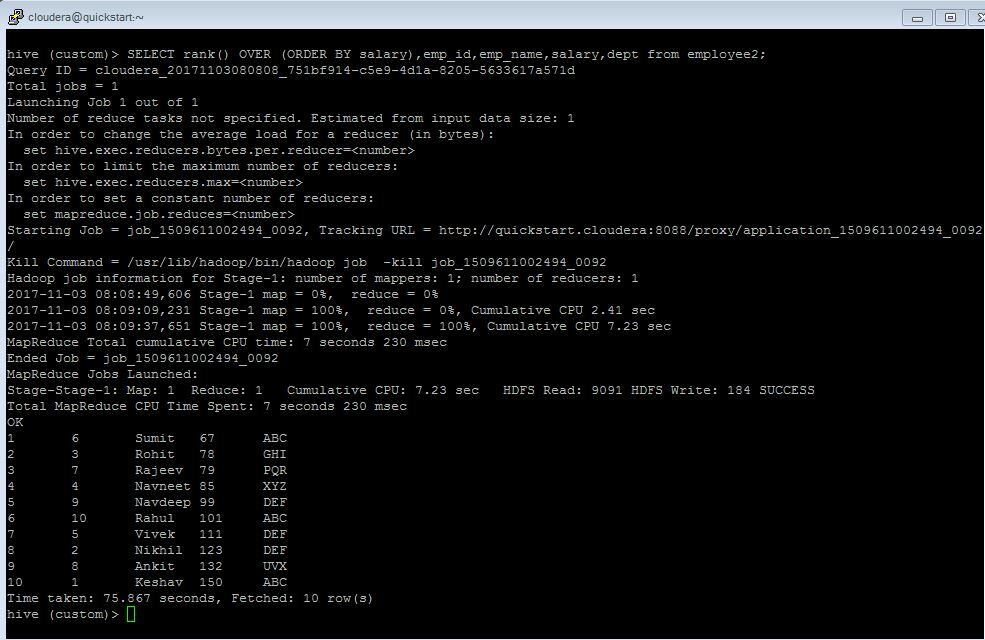 cloudera@quickstart:~
hive (custom)> SELECT rank() OVER (ORDER BY salary),emp_id,emp_name,salary,dept from employee2;
Query ID = cloudera_20171103080808_751bf914-c5e9-4d1a-8205-5633617a571d
Total jobs = 1
Launching Job 1 out of 1
Number of reduce tasks not specified. Estimated from input data size: 1
In order to change the average load for a reducer (in bytes):
  set hive.exec.reducers.bytes.per.reducer=<number>
In order to limit the maximum number of reducers:
  set hive.exec.reducers.max=<number>
In order to set a constant number of reducers:
  set mapreduce.job.reduces=<number>
Starting Job = job_1509611002494_0092, Tracking URL = http://quickstart.cloudera:8088/proxy/application_1509611002494_0092
/
Kill Command = /usr/lib/hadoop/bin/hadoop job  -kill job_1509611002494_0092
Hadoop job information for Stage-1: number of mappers: 1; number of reducers: 1
2017-11-03 08:08:49,606 Stage-1 map = 0%,  reduce = 0%
2017-11-03 08:09:09,231 Stage-1 map = 100%,  reduce = 0%, Cumulative CPU 2.41 sec
2017-11-03 08:09:37,651 Stage-1 map = 100%,  reduce = 100%, Cumulative CPU 7.23 sec
MapReduce Total cumulative CPU time: 7 seconds 230 msec
Ended Job = job_1509611002494_0092
MapReduce Jobs Launched:
Stage-Stage-1: Map: 1  Reduce: 1   Cumulative CPU: 7.23 sec   HDFS Read: 9091 HDFS Write: 184 SUCCESS
Total MapReduce CPU Time Spent: 7 seconds 230 msec
OK
1       6       Sumit   67      ABC
2       3       Rohit   78      GHI
3       7       Rajeev  79      PQR
4       4       Navneet 85      XYZ
5       9       Navdeep 99      DEF
6       10      Rahul   101     ABC
7       5       Vivek   111     DEF
8       2       Nikhil  123     DEF
9       8       Ankit   132     UVX
10      1       Keshav  150     ABC
Time taken: 75.867 seconds, Fetched: 10 row(s)
hive (custom)>